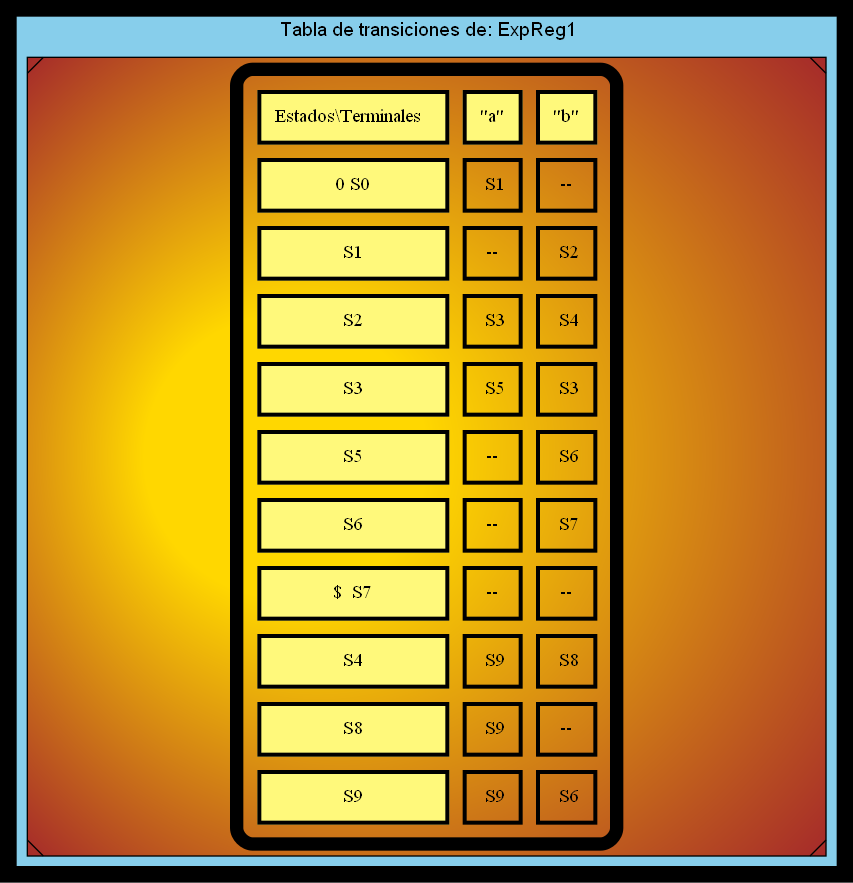 Tabla de transiciones de: ExpReg1
Estados\Terminales "a" "b"
0 S0 S1 --
S1 -- S2
S2 S3 S4
S3 S5 S3
S5 -- S6
S6 -- S7
$ S7 -- --
S4 S9 S8
S8 S9 --
S9 S9 S6